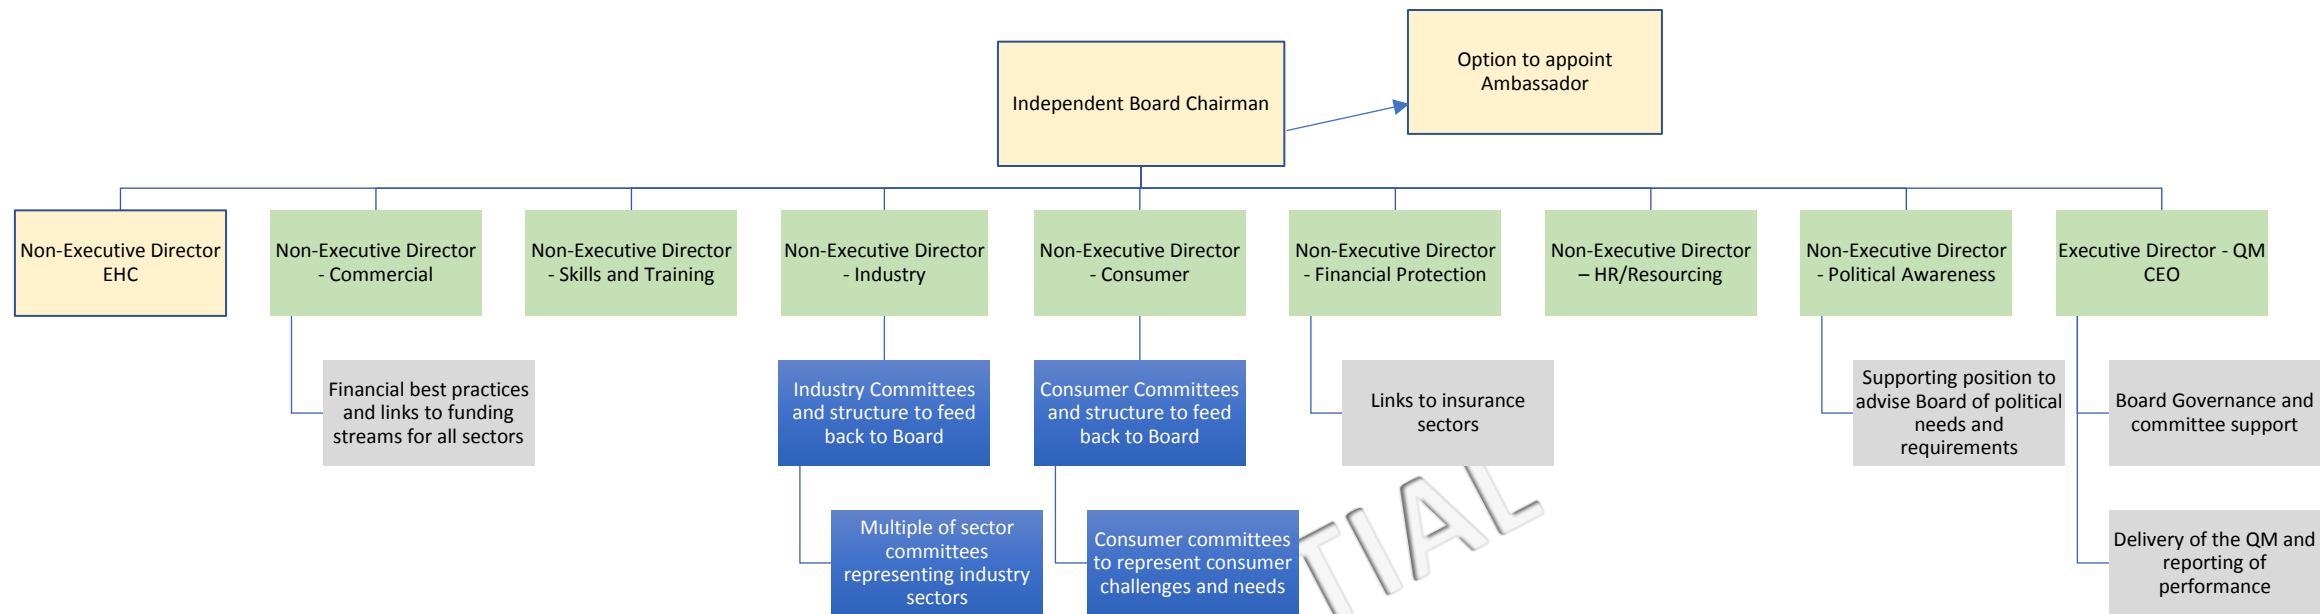 Option to appoint
Ambassador
Independent Board Chairman
Non-Executive Director
EHC
Non-Executive Director
- Commercial
Non-Executive Director
- Skills and Training
Non-Executive Director
- Industry
Non-Executive Director
- Consumer
Non-Executive Director
- Financial Protection
Non-Executive Director
– HR/Resourcing
Non-Executive Director
- Political Awareness
Executive Director - QM
CEO
Financial best practices
and links to funding
streams for all sectors
Industry Committees
and structure to feed
back to Board
Consumer Committees
and structure to feed
back to Board
Links to insurance
sectors
Supporting position to
advise Board of political
needs and
requirements
Board Governance and
committee support
Multiple of sector
committees
representing industry
sectors
Consumer committees
to represent consumer
challenges and needs
Delivery of the QM and
reporting of
performance
TIAL